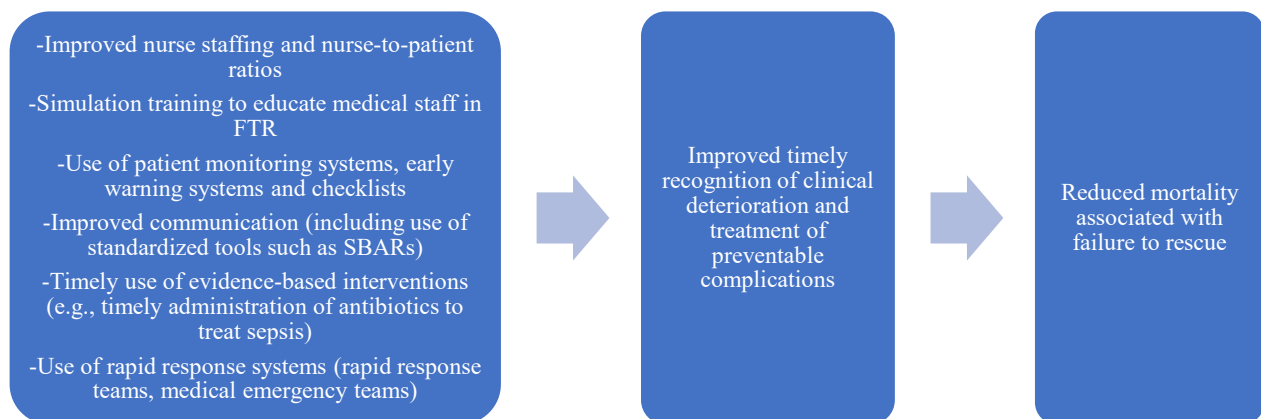 -Improved nurse staffing and nurse-to-patient
ratios
-Simulation training to educate medical staff in
FTR
-Use of patient monitoring systems, early
warning systems and checklists
-Improved communication (including use of
standardized tools such as SBARs)
-Timely use of evidence-based interventions
(e.g., timely administration of antibiotics to
treat sepsis)
-Use of rapid response systems (rapid response
teams, medical emergency teams)
Improved timely
recognition of clinical
deterioration and
treatment of
preventable
complications
Reduced mortality
associated with
failure to rescue